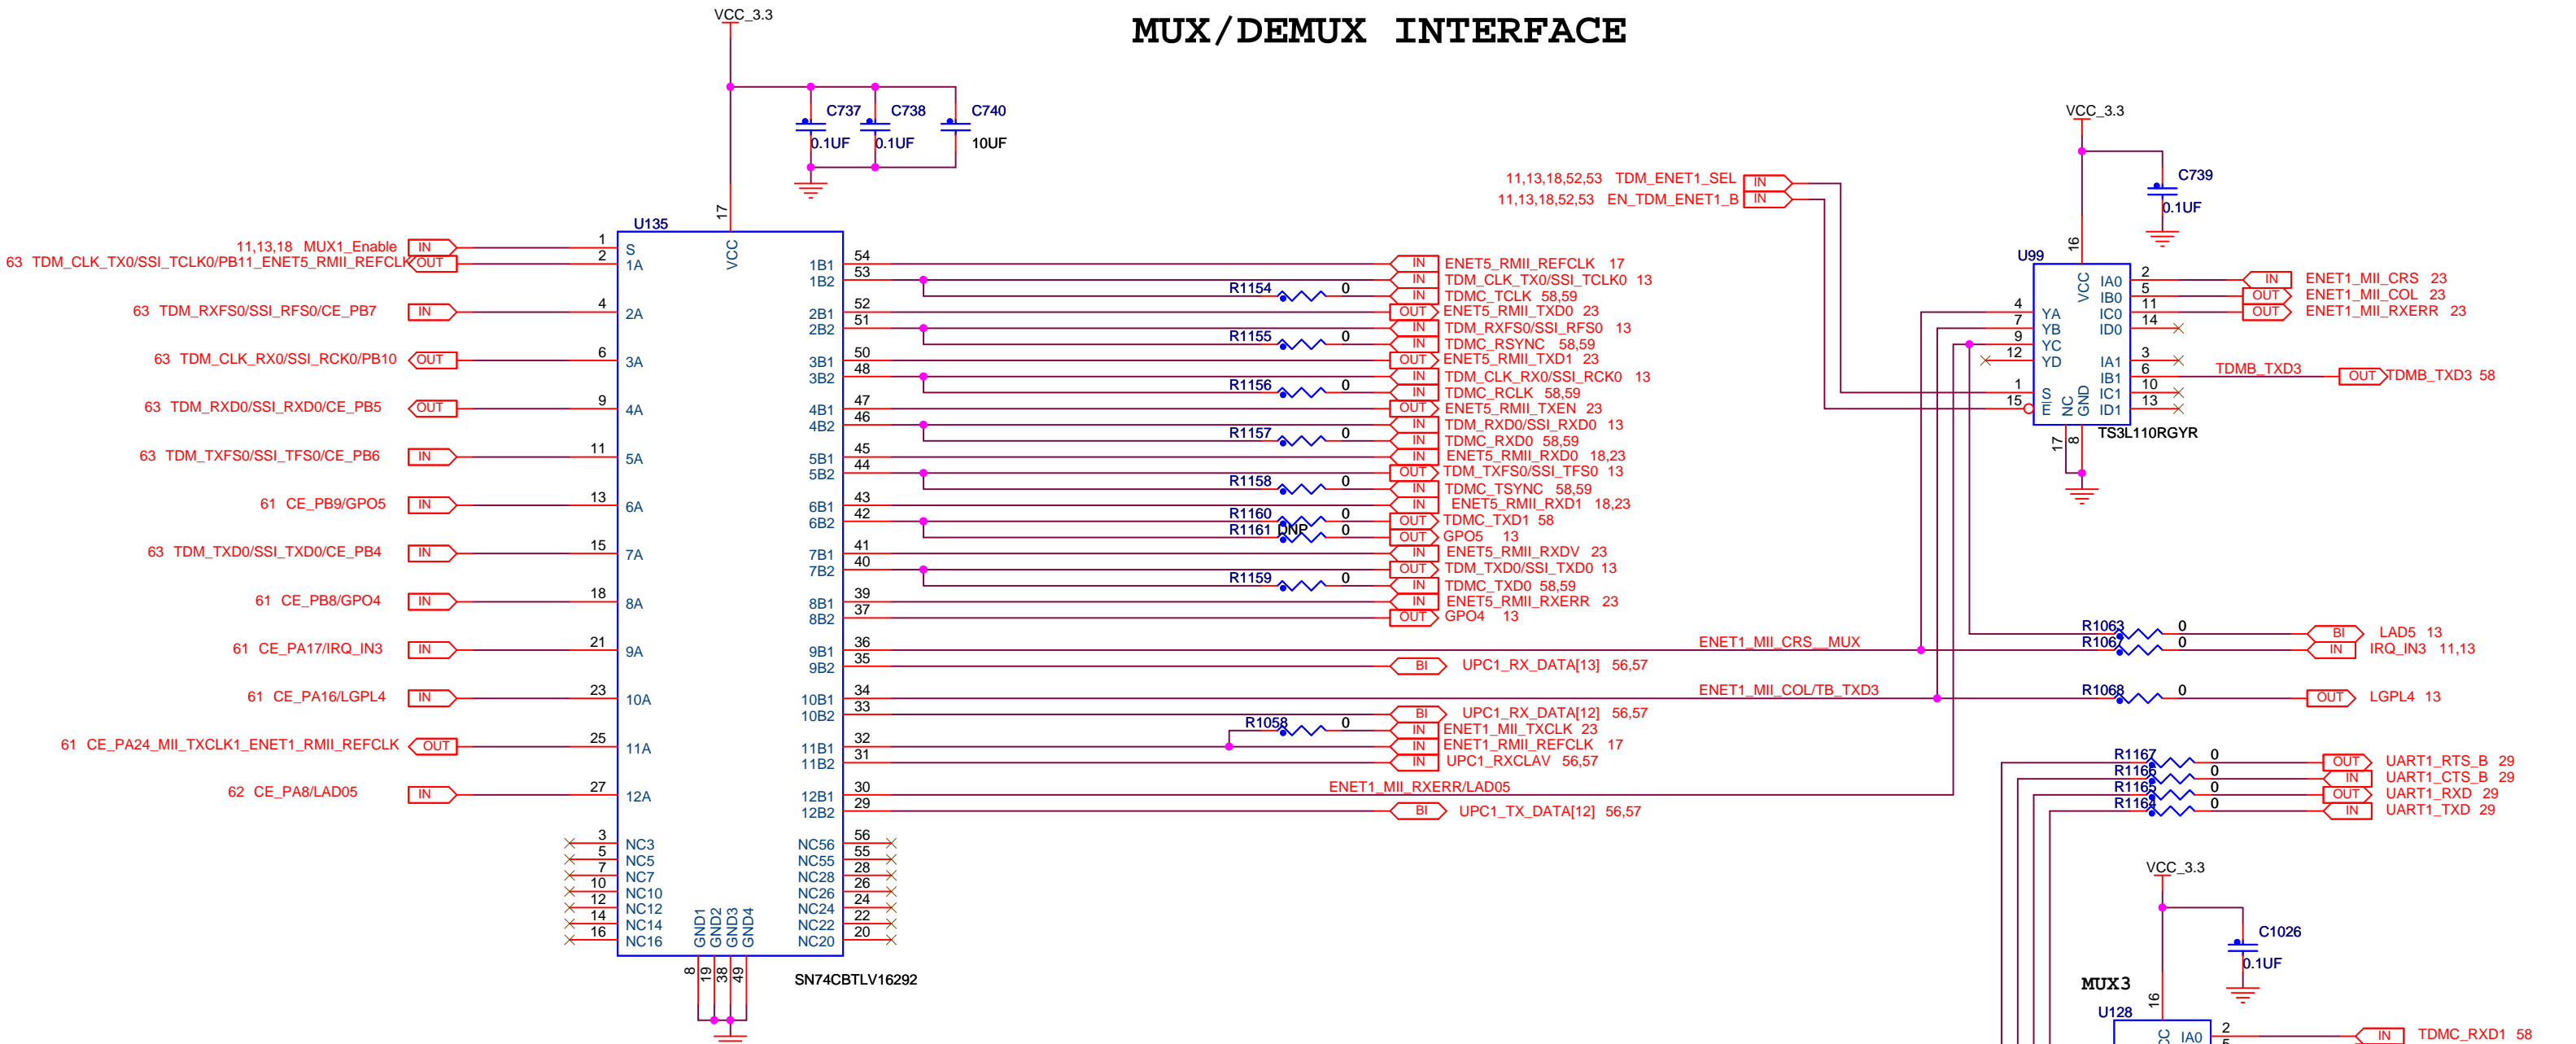 MUX/DEMUX INTERFACE
VCC_3.3
C737
0.1UF
C738
0.1UF
C740
10UF
17
U135
VCC
11,13,18 MUX1_Enable IN 1 S
63 TDM_CLK_TX0/SSI_TCLK0/PB11_ENET5_RMII_REFCLK OUT 2 1A
63 TDM_RXFS0/SSI_RFS0/CE_PB7 IN 4 2A
63 TDM_CLK_RX0/SSI_RCK0/PB10 OUT 6 3A
63 TDM_RXD0/SSI_RXD0/CE_PB5 OUT 9 4A
63 TDM_TXFS0/SSI_TFS0/CE_PB6 IN 11 5A
61 CE_PB9/GPO5 IN 13 6A
63 TDM_TXD0/SSI_TXD0/CE_PB4 IN 15 7A
61 CE_PB8/GPO4 IN 18 8A
61 CE_PA17/IRQ_IN3 IN 21 9A
61 CE_PA16/LGPL4 IN 23 10A
61 CE_PA24_MII_TXCLK1_ENET1_RMII_REFCLK OUT 25 11A
62 CE_PA8/LAD05 IN 27 12A
3 NC3
5 NC5
7 NC7
10 NC10
12 NC12
14 NC14
16 NC16
GND1 GND2 GND3 GND4
8 19 38 49
SN74CBTLV16292
1B1 54 IN ENET5_RMII_REFCLK 17
1B2 53 IN TDM_CLK_TX0/SSI_TCLK0 13
R1154 0 IN TDMC_TCLK 58,59
2B1 52 OUT ENET5_RMII_TXD0 23
2B2 51 IN TDM_RXFS0/SSI_RFS0 13
R1155 0 IN TDMC_RSYNC 58,59
3B1 50 OUT ENET5_RMII_TXD1 23
3B2 48 IN TDM_CLK_RX0/SSI_RCK0 13
R1156 0 IN TDMC_RCLK 58,59
4B1 47 OUT ENET5_RMII_TXEN 23
4B2 46 IN TDM_RXD0/SSI_RXD0 13
R1157 0 IN TDMC_RXD0 58,59
5B1 45 IN ENET5_RMII_RXD0 18,23
5B2 44 OUT TDM_TXFS0/SSI_TFS0 13
R1158 0 IN TDMC_TSYNC 58,59
6B1 43 IN ENET5_RMII_RXD1 18,23
6B2 42 R1160 0 OUT TDMC_TXD1 58
R1161 DNP 0 OUT GPO5 13
7B1 41 IN ENET5_RMII_RXDV 23
7B2 40 OUT TDM_TXD0/SSI_TXD0 13
R1159 0 IN TDMC_TXD0 58,59
8B1 39 IN ENET5_RMII_RXERR 23
8B2 37 OUT GPO4 13
9B1 36 ENET1_MII_CRS__MUX
9B2 35 BI UPC1_RX_DATA[13] 56,57
10B1 34 ENET1_MII_COL/TB_TXD3
10B2 33 BI UPC1_RX_DATA[12] 56,57
R1058 0 IN ENET1_MII_TXCLK 23
11B1 32 IN ENET1_RMII_REFCLK 17
11B2 31 IN UPC1_RXCLAV 56,57
12B1 30 ENET1_MII_RXERR/LAD05
12B2 29 BI UPC1_TX_DATA[12] 56,57
NC56 56
NC55 55
NC28 28
NC26 26
NC24 24
NC22 22
NC20 20
11,13,18,52,53 TDM_ENET1_SEL IN
11,13,18,52,53 EN_TDM_ENET1_B IN
VCC_3.3
C739
0.1UF
16
U99
VCC
4 YA
7 YB
9 YC
12 YD
1 S
15 E
NC GND
17 8
IA0 2 IN ENET1_MII_CRS 23
IB0 5 OUT ENET1_MII_COL 23
IC0 11 OUT ENET1_MII_RXERR 23
ID0 14
IA1 3
IB1 6 TDMB_TXD3 OUT TDMB_TXD3 58
IC1 10
ID1 13
TS3L110RGYR
R1063 0 BI LAD5 13
R1067 0 IN IRQ_IN3 11,13
R1068 0 OUT LGPL4 13
R1167 0 OUT UART1_RTS_B 29
R1166 0 IN UART1_CTS_B 29
R1165 0 OUT UART1_RXD 29
R1164 0 IN UART1_TXD 29
VCC_3.3
C1026
0.1UF
MUX3
16
U128
IA0 2 IN TDMC_RXD1 58